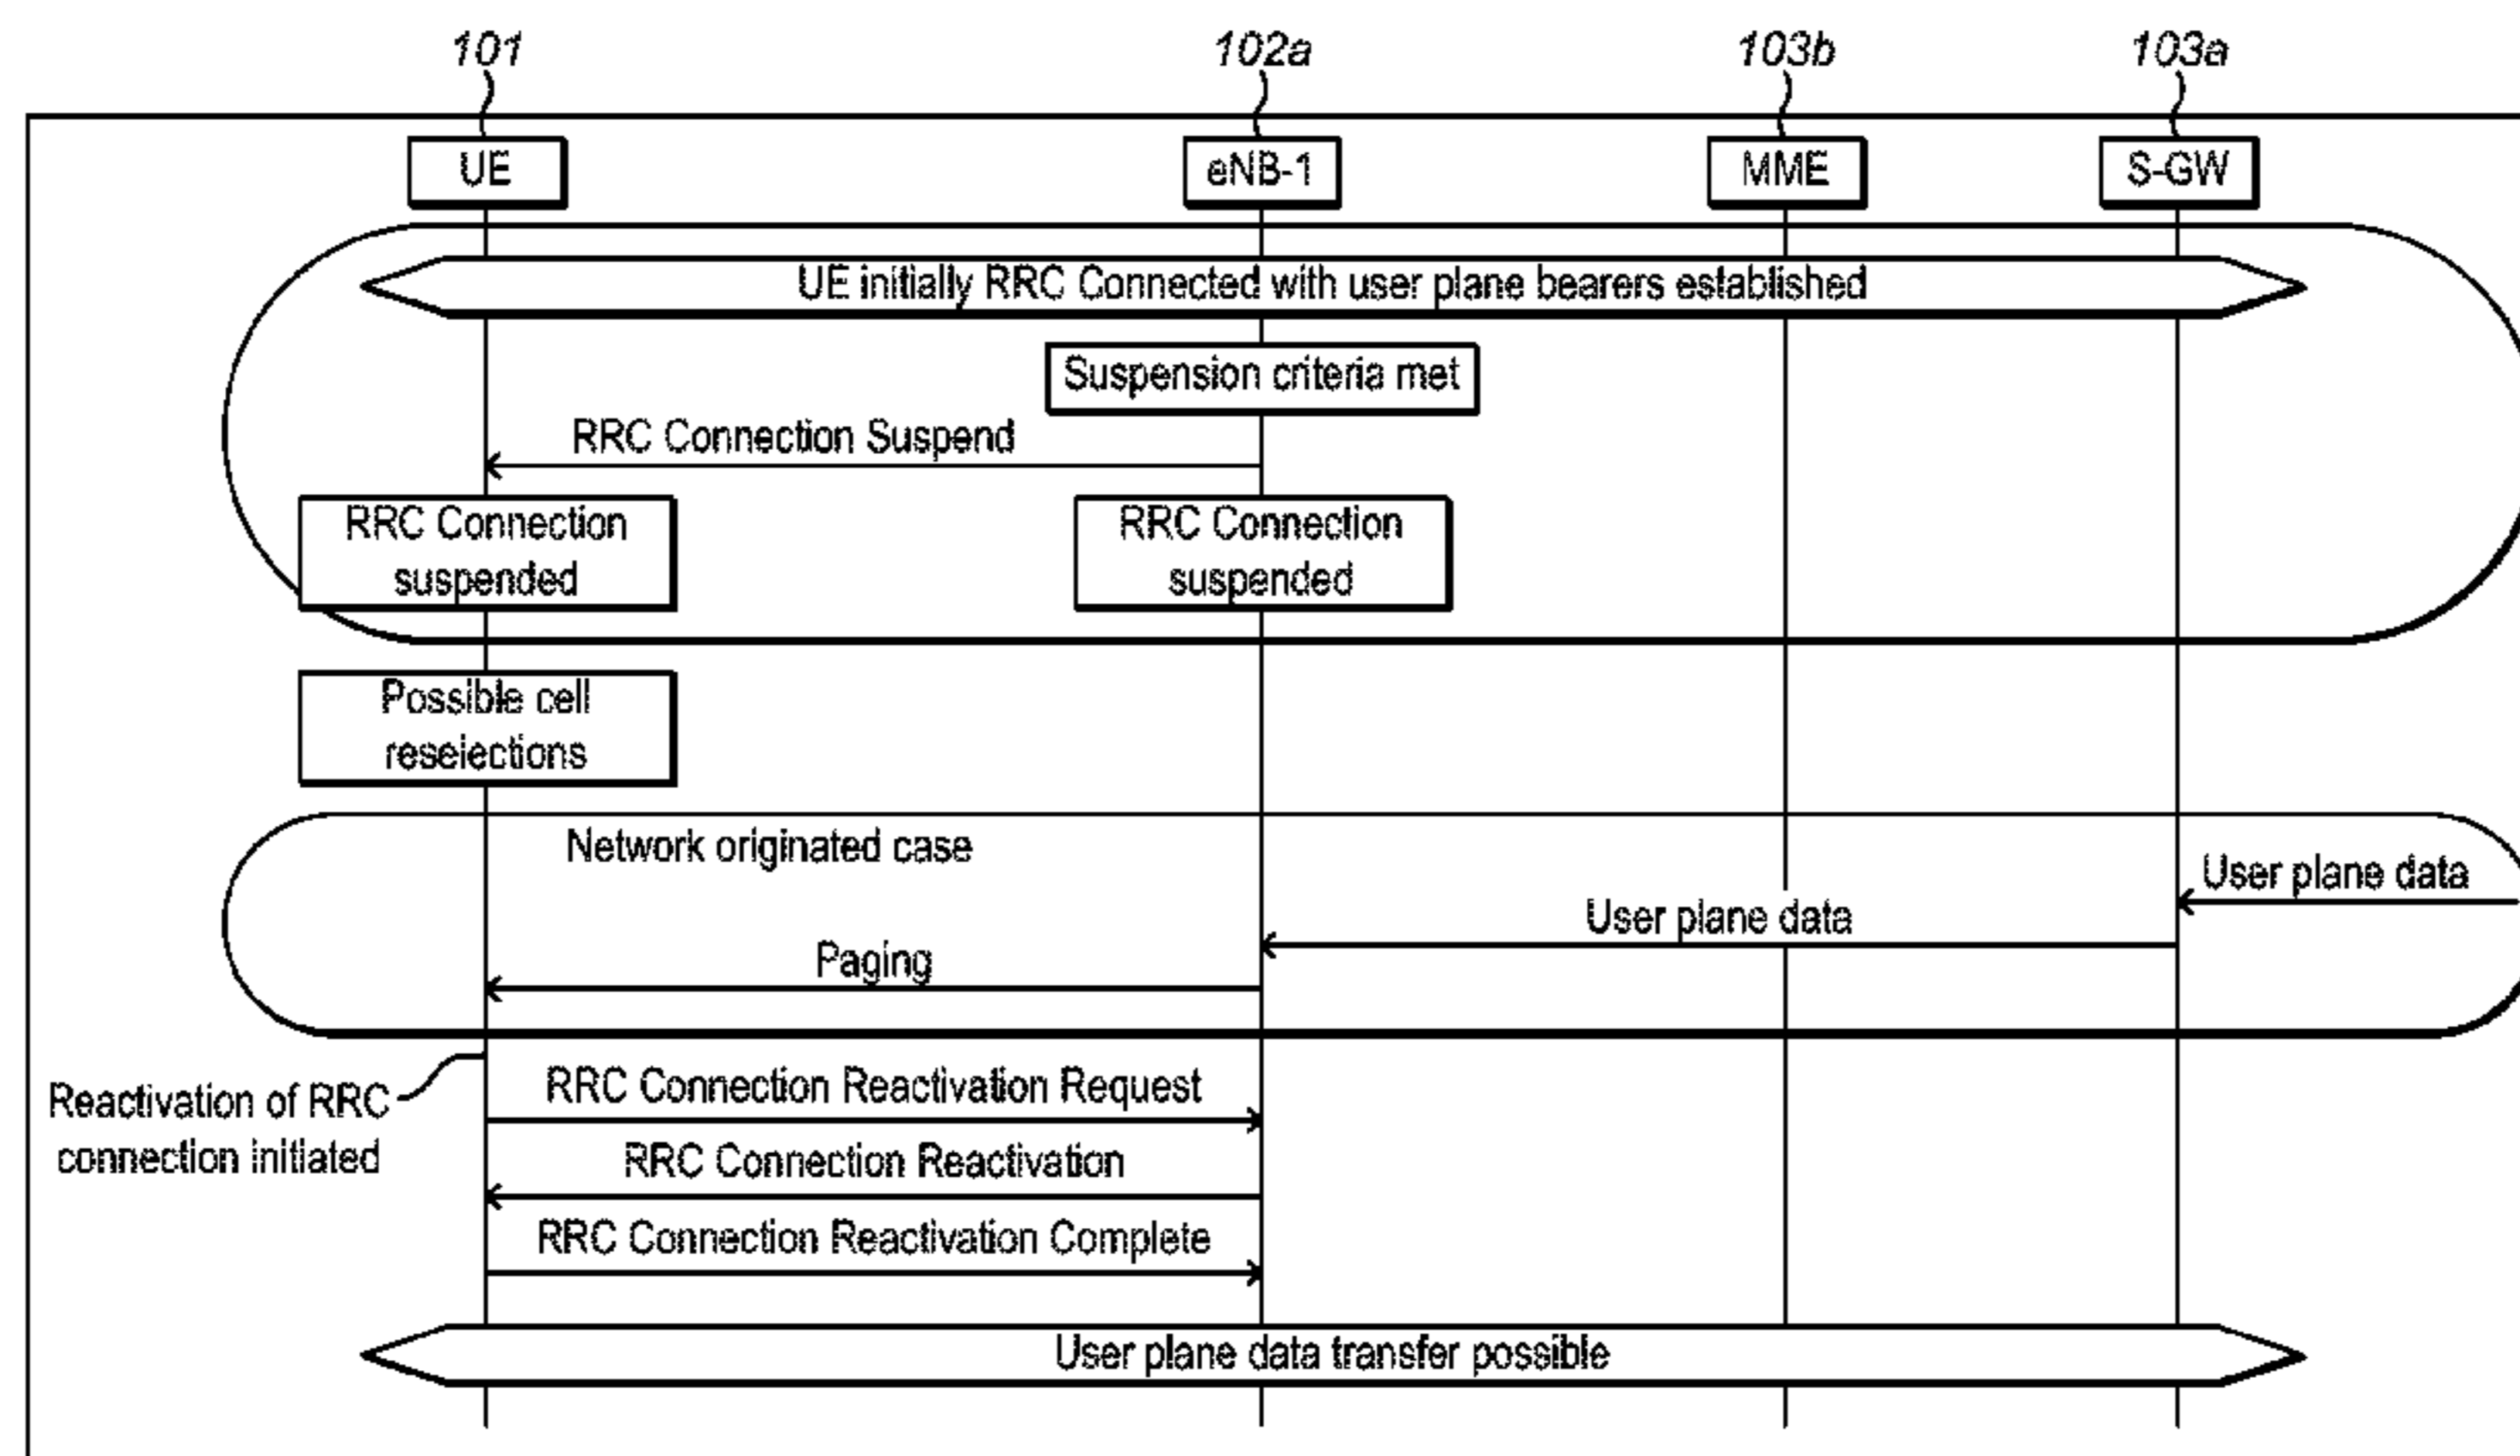 101
102a
103b
103a
UE
eNB-1
MME
S-GW
UE initially RRC Connected with user plane bearers established
Suspension criteria met
RRC Connection Suspend
RRC Connection
suspended
RRC Connection
suspended
Possible cell
reselections
Network originated case
User plane data
User plane data
Paging
Reactivation of RRC
connection initiated
RRC Connection Reactivation Request
RRC Connection Reactivation
RRC Connection Reactivation Complete
User plane data transfer possible